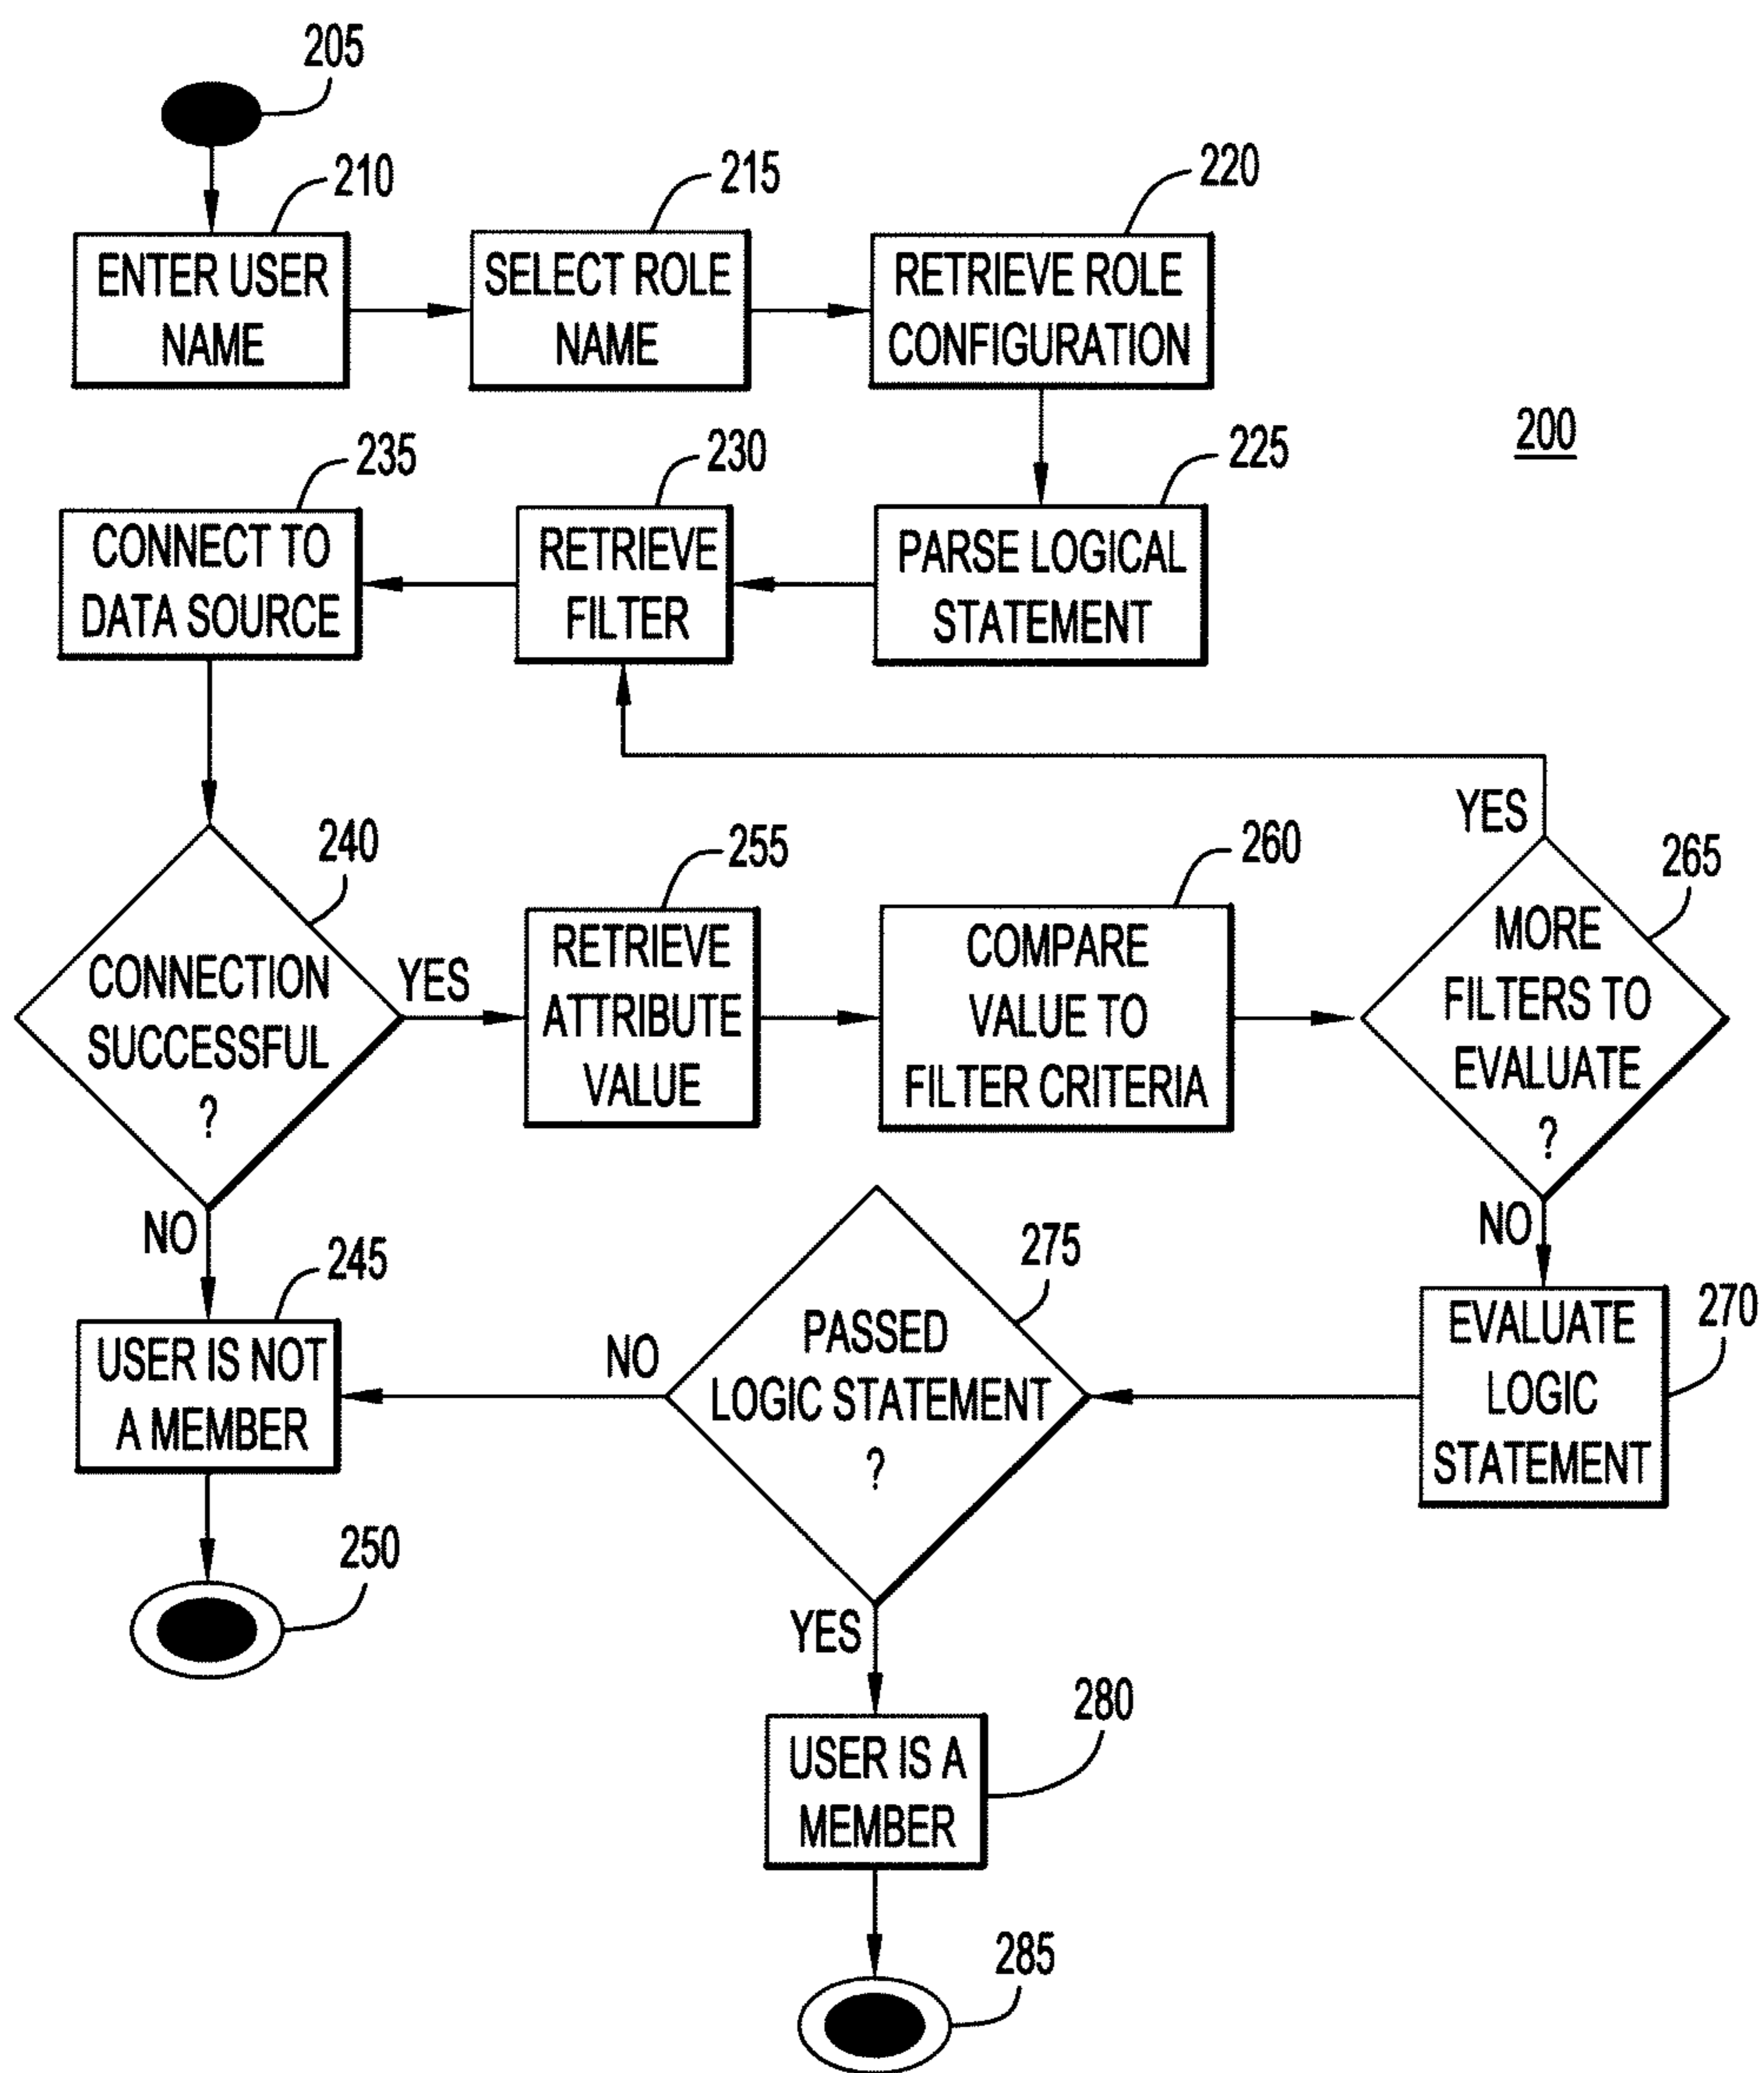 205
210
215
220
ENTER USER
NAME
SELECT ROLE
NAME
RETRIEVE ROLE
CONFIGURATION
200
235
230
225
CONNECT TO
DATA SOURCE
RETRIEVE
FILTER
PARSE LOGICAL
STATEMENT
240
CONNECTION
SUCCESSFUL
?
YES
255
RETRIEVE
ATTRIBUTE
VALUE
260
COMPARE
VALUE TO
FILTER CRITERIA
YES
265
MORE
FILTERS TO
EVALUATE
?
NO
NO
245
USER IS NOT
A MEMBER
NO
275
PASSED
LOGIC STATEMENT
?
270
EVALUATE
LOGIC
STATEMENT
250
YES
280
USER IS A
MEMBER
285